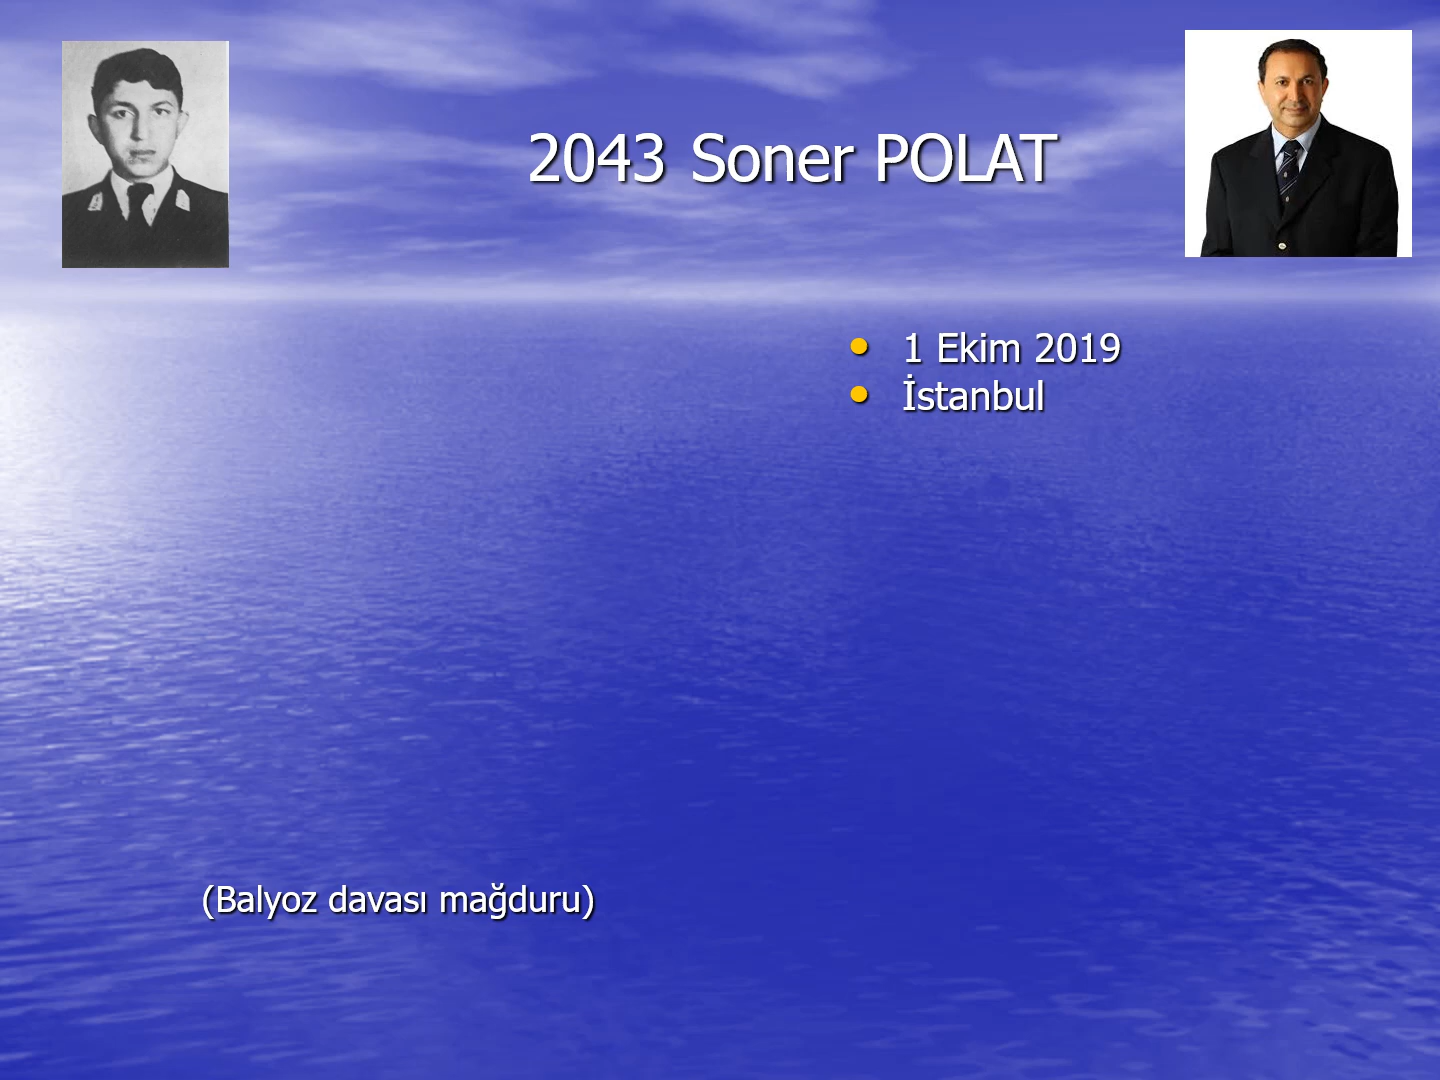 2043 Soner POLAT
• 1 Ekim 2019
• İstanbul
(Balyoz davası mağduru)